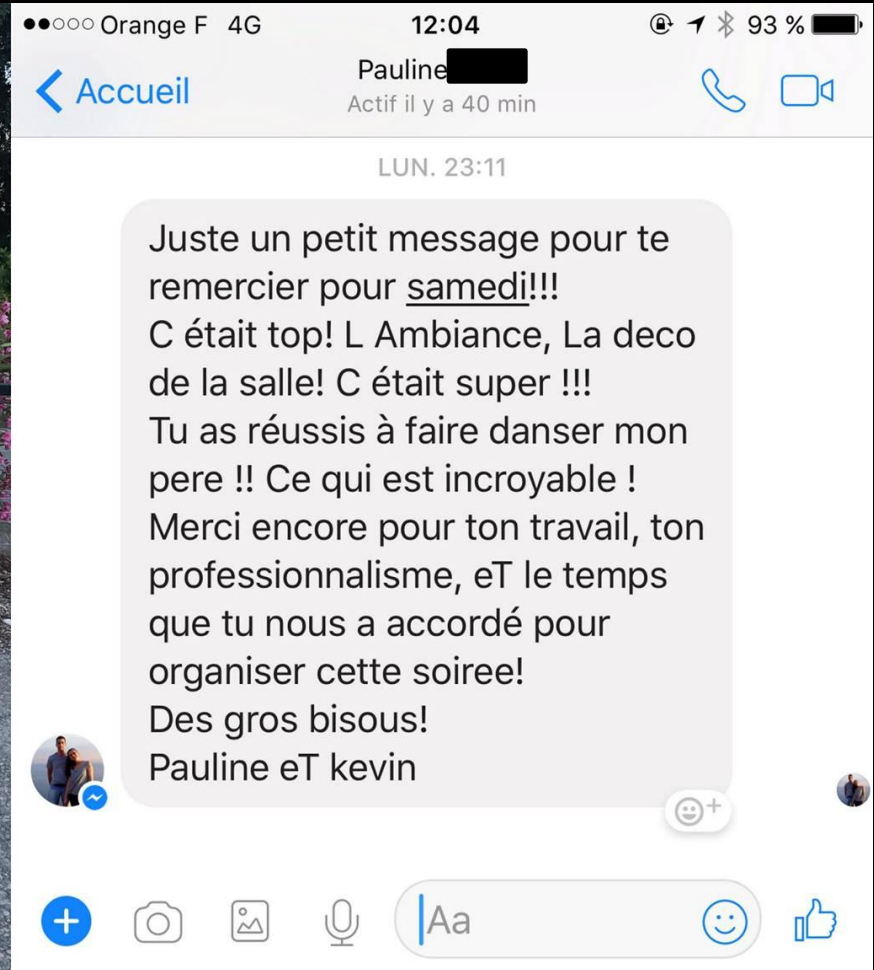 Orange F 4G 12:04 93 %
Accueil
Pauline
Actif il y a 40 min
LUN. 23:11
Juste un petit message pour te
remercier pour samedi!!!
C était top! L Ambiance, La deco
de la salle! C était super !!!
Tu as réussis à faire danser mon
pere !! Ce qui est incroyable !
Merci encore pour ton travail, ton
professionnalisme, eT le temps
que tu nous a accordé pour
organiser cette soiree!
Des gros bisous!
Pauline eT kevin
Aa